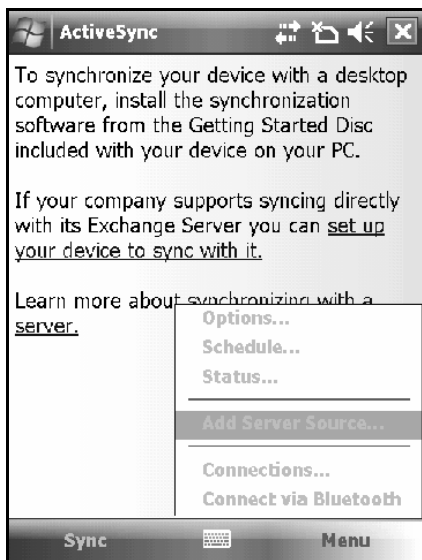 ActiveSync
To synchronize your device with a desktop
computer, install the synchronization
software from the Getting Started Disc
included with your device on your PC.
If your company supports syncing directly
with its Exchange Server you can set up
your device to sync with it.
Learn more about synchronizing with a
server.
Options...
Schedule...
Status...
Add Server Source...
Connections...
Connect via Bluetooth
Sync
Menu